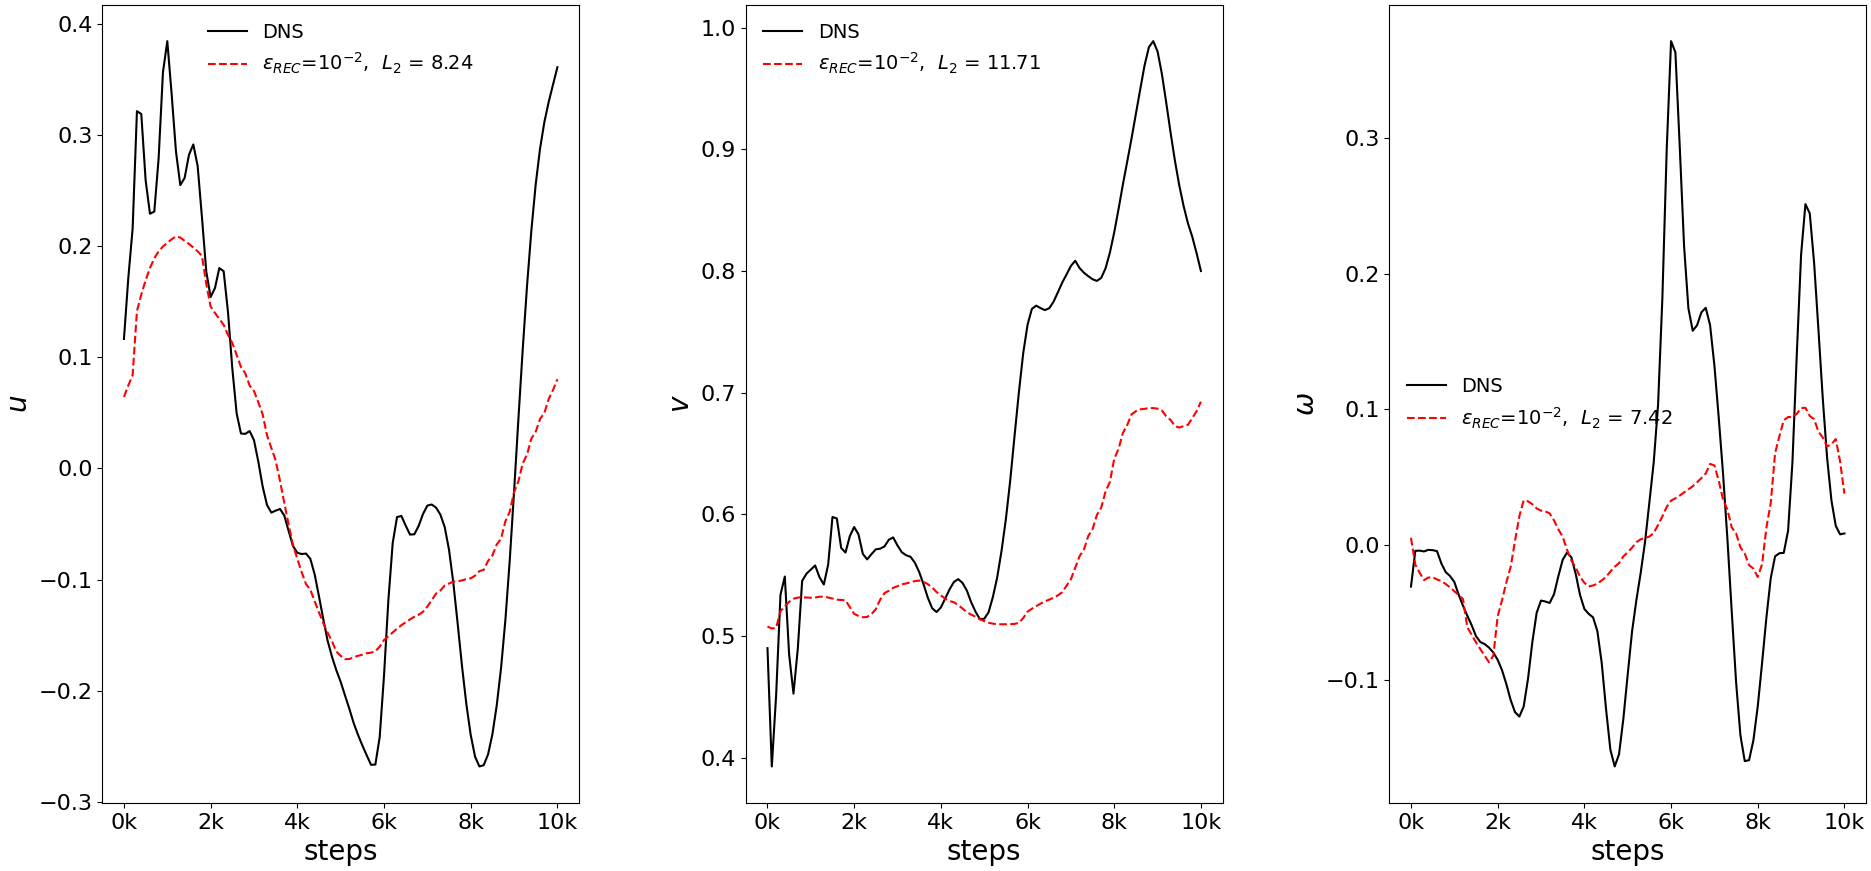 DNS
ε_REC=10⁻², L₂ = 8.24
u
0.4
0.3
0.2
0.1
0.0
−0.1
−0.2
−0.3
0k 2k 4k 6k 8k 10k
steps
DNS
ε_REC=10⁻², L₂ = 11.71
v
1.0
0.9
0.8
0.7
0.6
0.5
0.4
0k 2k 4k 6k 8k 10k
steps
DNS
ε_REC=10⁻², L₂ = 7.42
ω
0.3
0.2
0.1
0.0
−0.1
0k 2k 4k 6k 8k 10k
steps